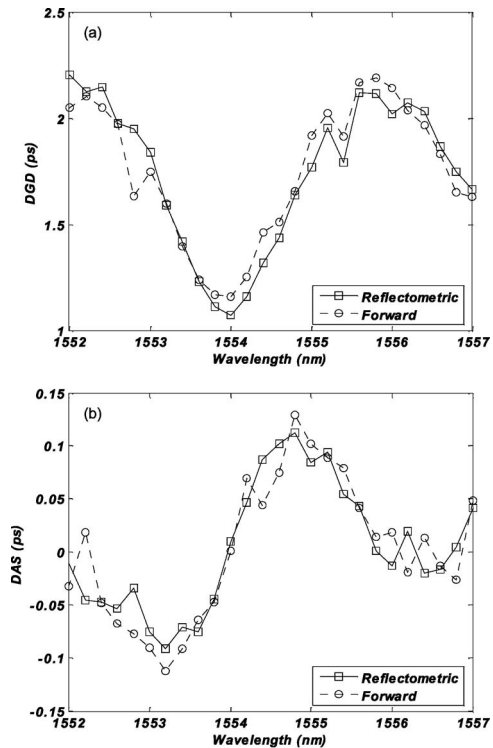 (a)
2.5
2
1.5
1
DGD (ps)
Reflectometric
Forward
1552 1553 1554 1555 1556 1557
Wavelength (nm)
(b)
0.15
0.1
0.05
0
-0.05
-0.1
-0.15
DAS (ps)
Reflectometric
Forward
1552 1553 1554 1555 1556 1557
Wavelength (nm)